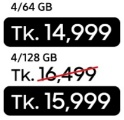 4/64 GB
Tk. 14,999
4/128 GB
Tk. 16,499
Tk. 15,999